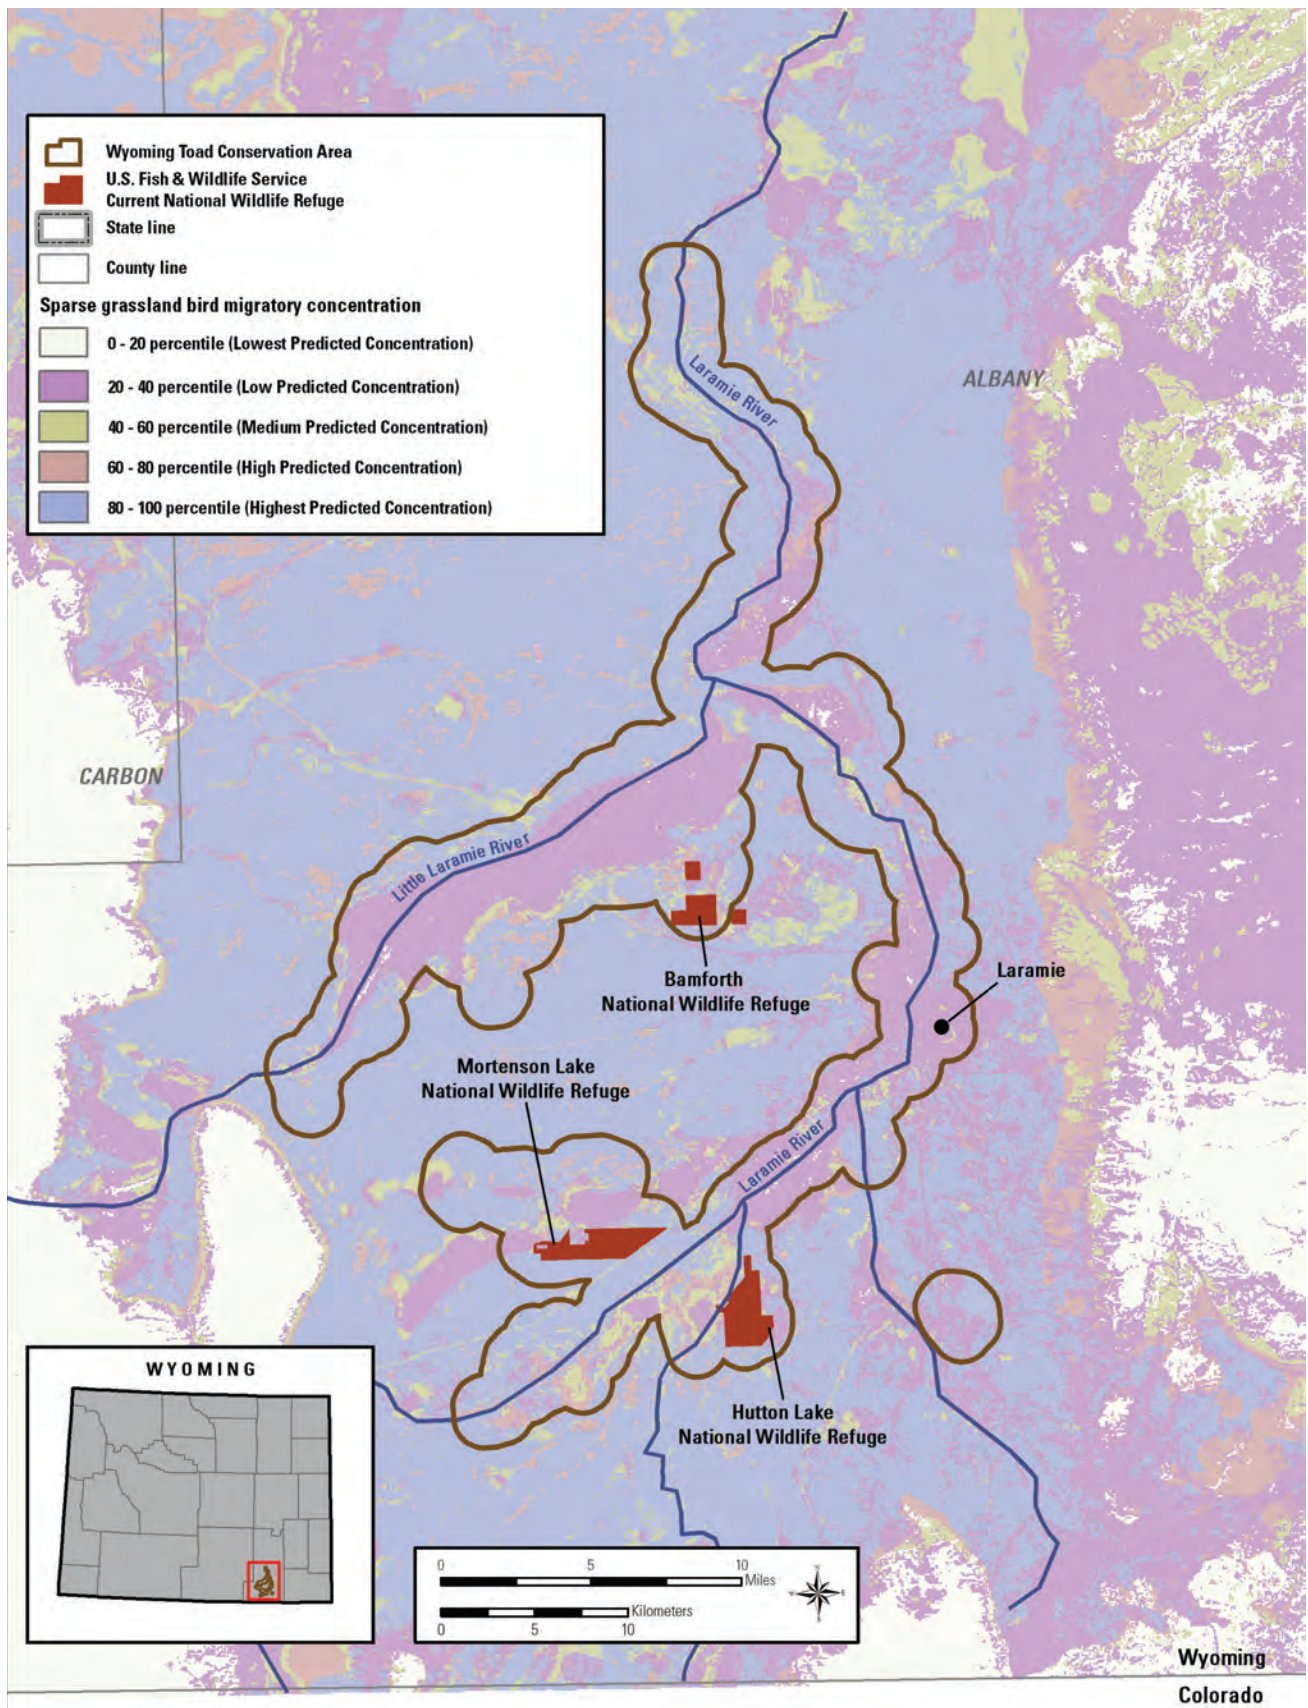 Wyoming Toad Conservation Area
U.S. Fish & Wildlife Service
Current National Wildlife Refuge
State line
County line
Sparse grassland bird migratory concentration
0 - 20 percentile (Lowest Predicted Concentration)
20 - 40 percentile (Low Predicted Concentration)
40 - 60 percentile (Medium Predicted Concentration)
60 - 80 percentile (High Predicted Concentration)
80 - 100 percentile (Highest Predicted Concentration)
Laramie River
ALBANY
CARBON
Little Laramie River
Bamforth
National Wildlife Refuge
Laramie
Mortenson Lake
National Wildlife Refuge
Laramie River
Hutton Lake
National Wildlife Refuge
WYOMING
0 5 10
Miles
Kilometers
0 5 10
N
W E
S
Wyoming
Colorado